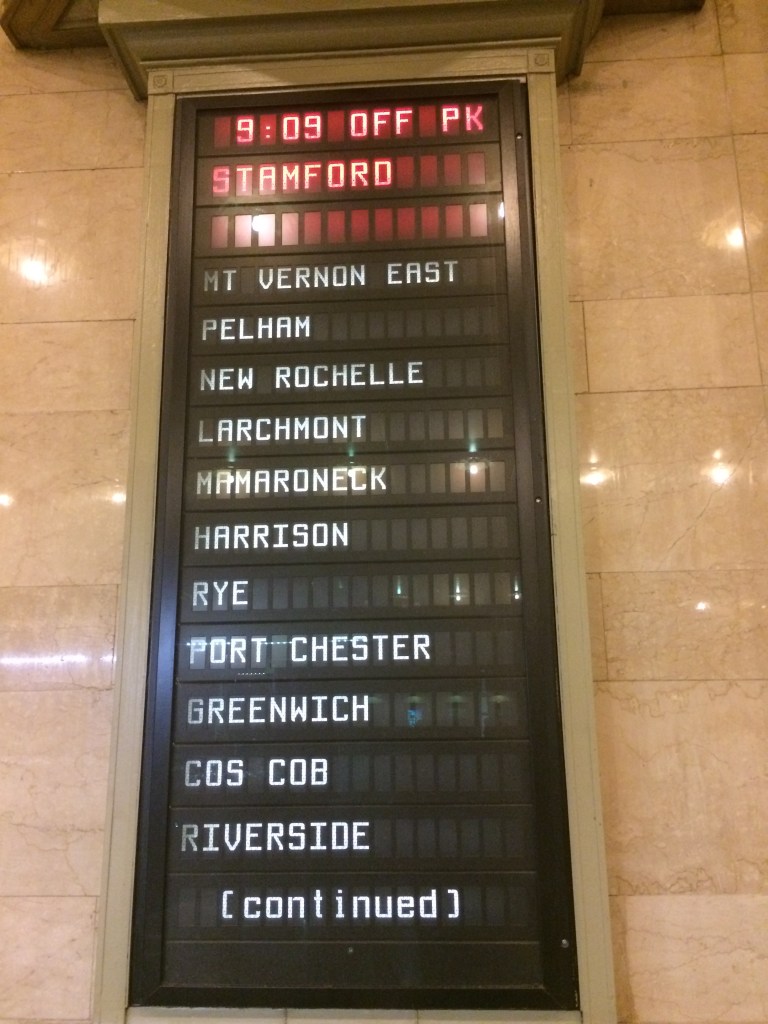 9:09 OFF PK
STAMFORD
MT VERNON EAST
PELHAM
NEW ROCHELLE
LARCHMONT
MAMARONECK
HARRISON
RYE
PORT CHESTER
GREENWICH
COS COB
RIVERSIDE
[continued]